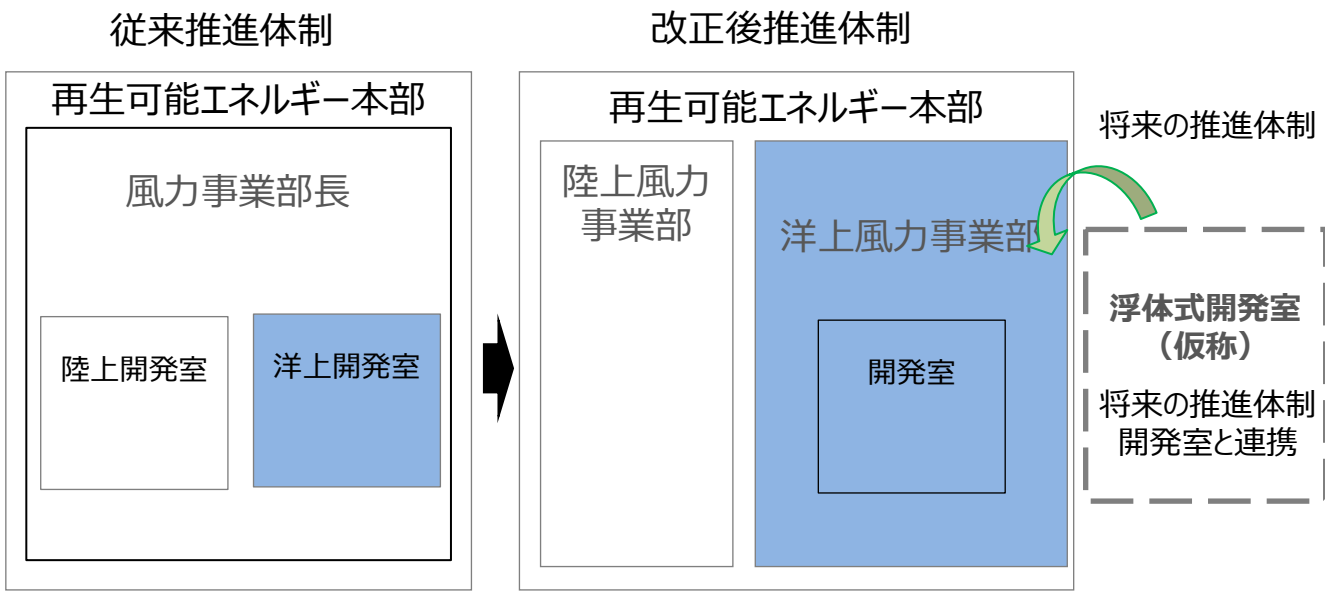 従来推進体制
再生可能エネルギー本部
風力事業部長
陸上開発室
洋上開発室
改正後推進体制
再生可能エネルギー本部
陸上風力
事業部
洋上風力事業部
開発室
将来の推進体制
浮体式開発室
（仮称）
将来の推進体制
開発室と連携